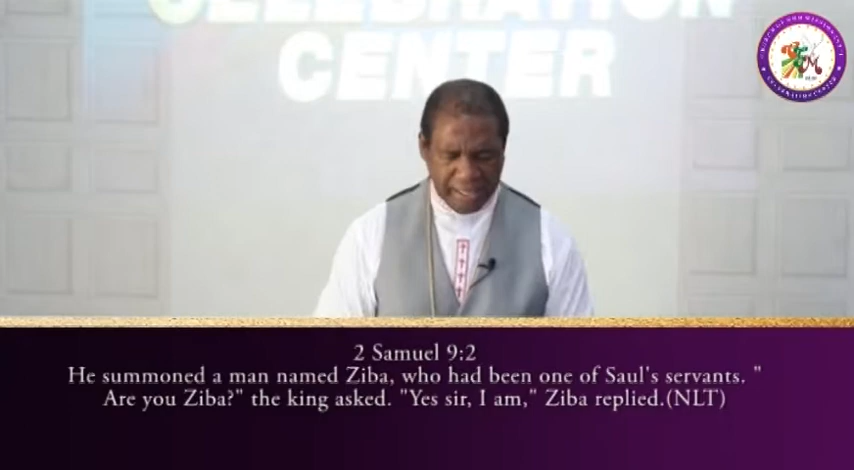 CELEBRATION
CENTER
2 Samuel 9:2
He summoned a man named Ziba, who had been one of Saul's servants. "
Are you Ziba?" the king asked. "Yes sir, I am," Ziba replied.(NLT)